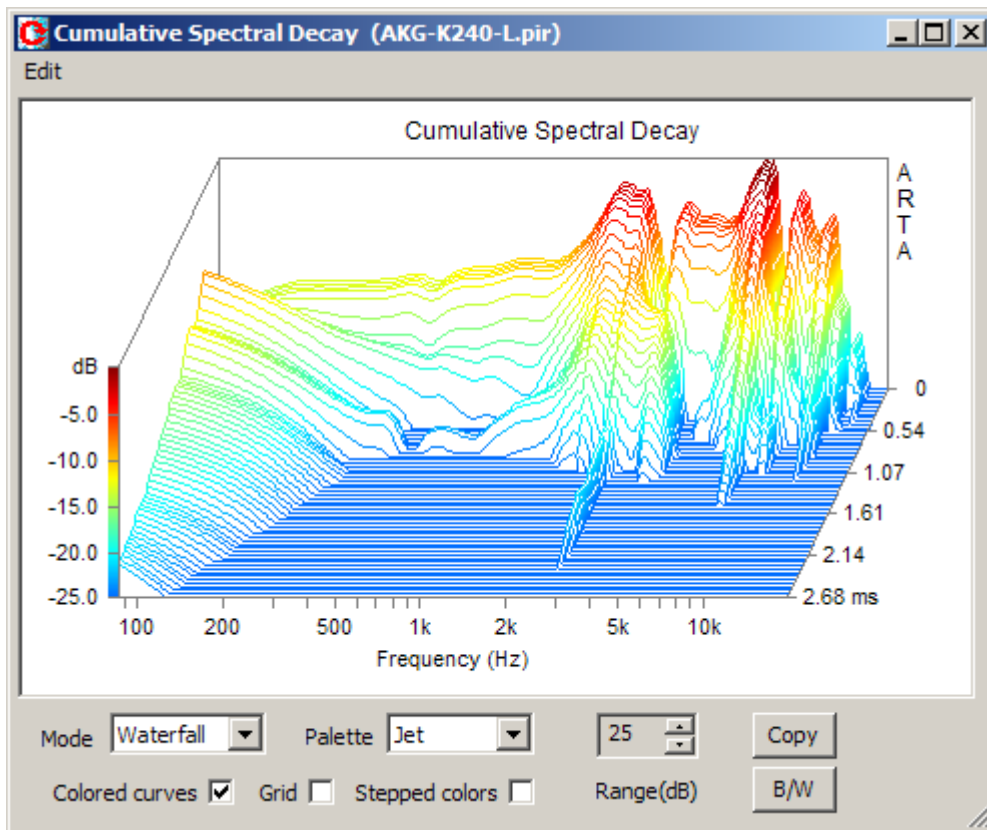 Cumulative Spectral Decay (AKG-K240-L.pir)
Edit
Cumulative Spectral Decay
A
R
T
A
dB
-5.0
-10.0
-15.0
-20.0
-25.0
0
0.54
1.07
1.61
2.14
2.68 ms
100 200 500 1k 2k 5k 10k
Frequency (Hz)
Mode Waterfall Palette Jet 25 Copy
Colored curves Grid Stepped colors Range(dB) B/W